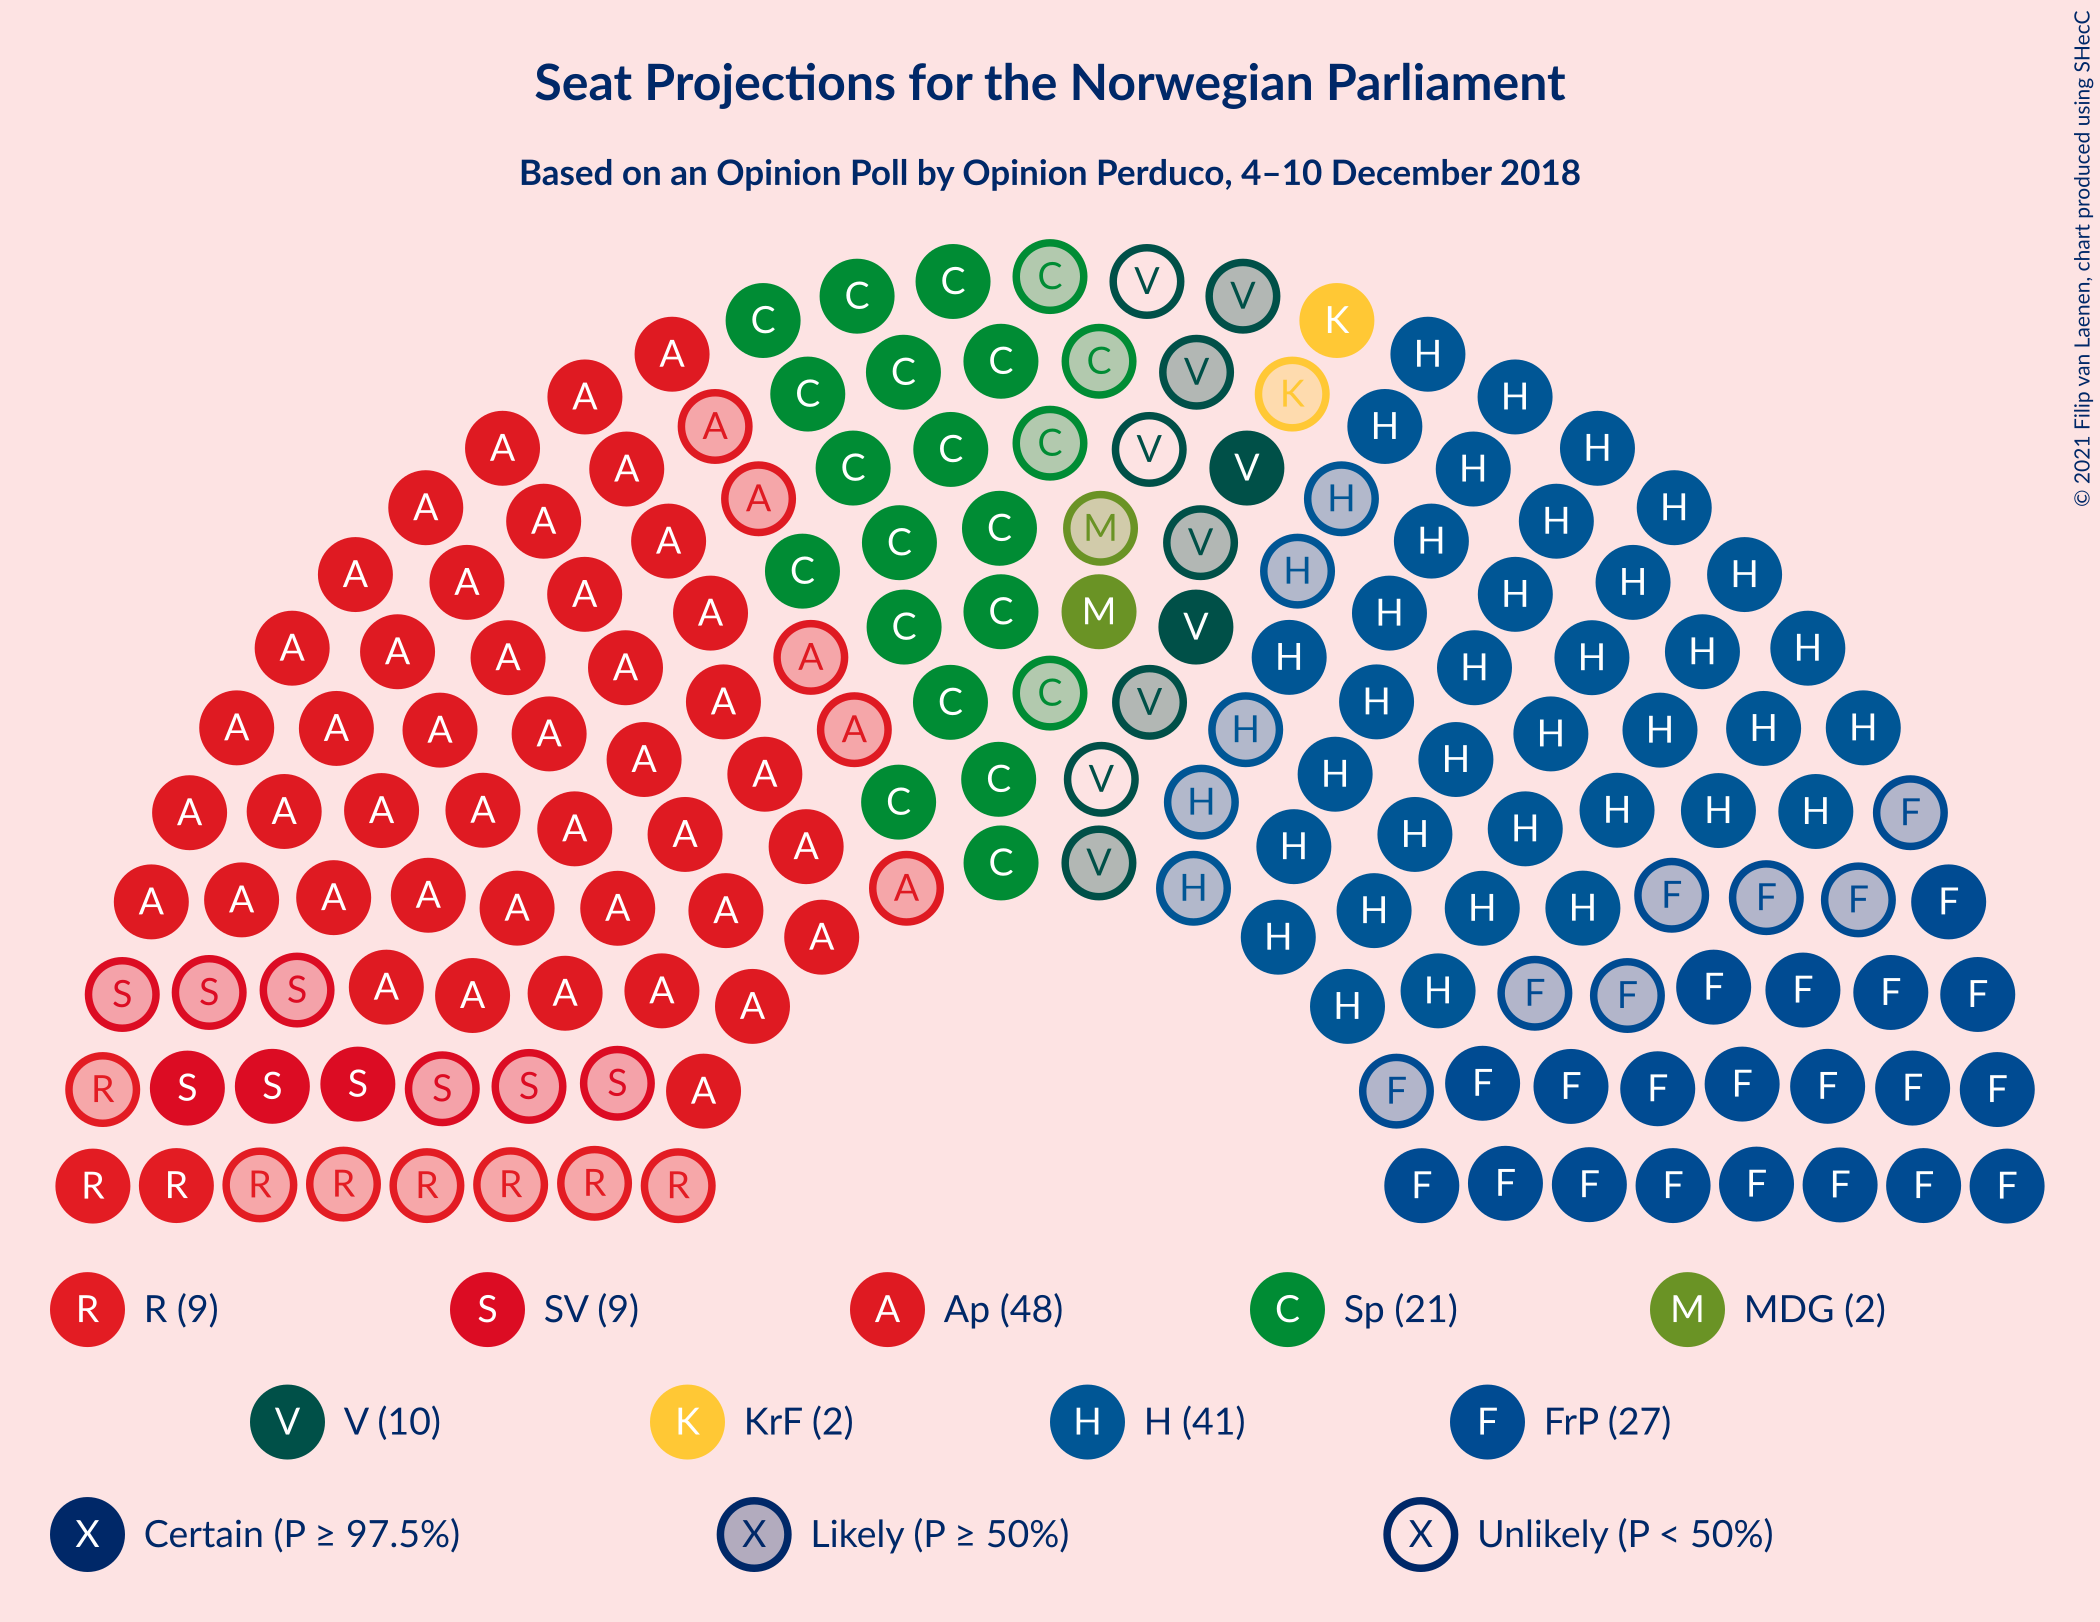 © 2021 Filip van Laenen, chart produced using SHecC
Seat Projections for the Norwegian Parliament
Based on an Opinion Poll by Opinion Perduco, 4–10 December 2018
C C C V V
C K
A C C C V H
A C K H
A A C C V H H
A C V H
A A A C M H H H
A C V H
A A A C H H H H
A C C M V H
A A A A A H H H H H
A C C V H
A A A A A H H H H H
A A C V H H
A A A A C H H H H F
A A A C V H H H
A A A A A A A A H H H H F F F F
A H
S S S A A A A A H H F F F F F F
R S S S S S S A F F F F F F F F
R R R R R R R R F F F F F F F F
R R (9) S SV (9) A Ap (48) C Sp (21) M MDG (2)
V V (10) K KrF (2) H H (41) F FrP (27)
X Certain (P ≥ 97.5%) X Likely (P ≥ 50%) X Unlikely (P < 50%)